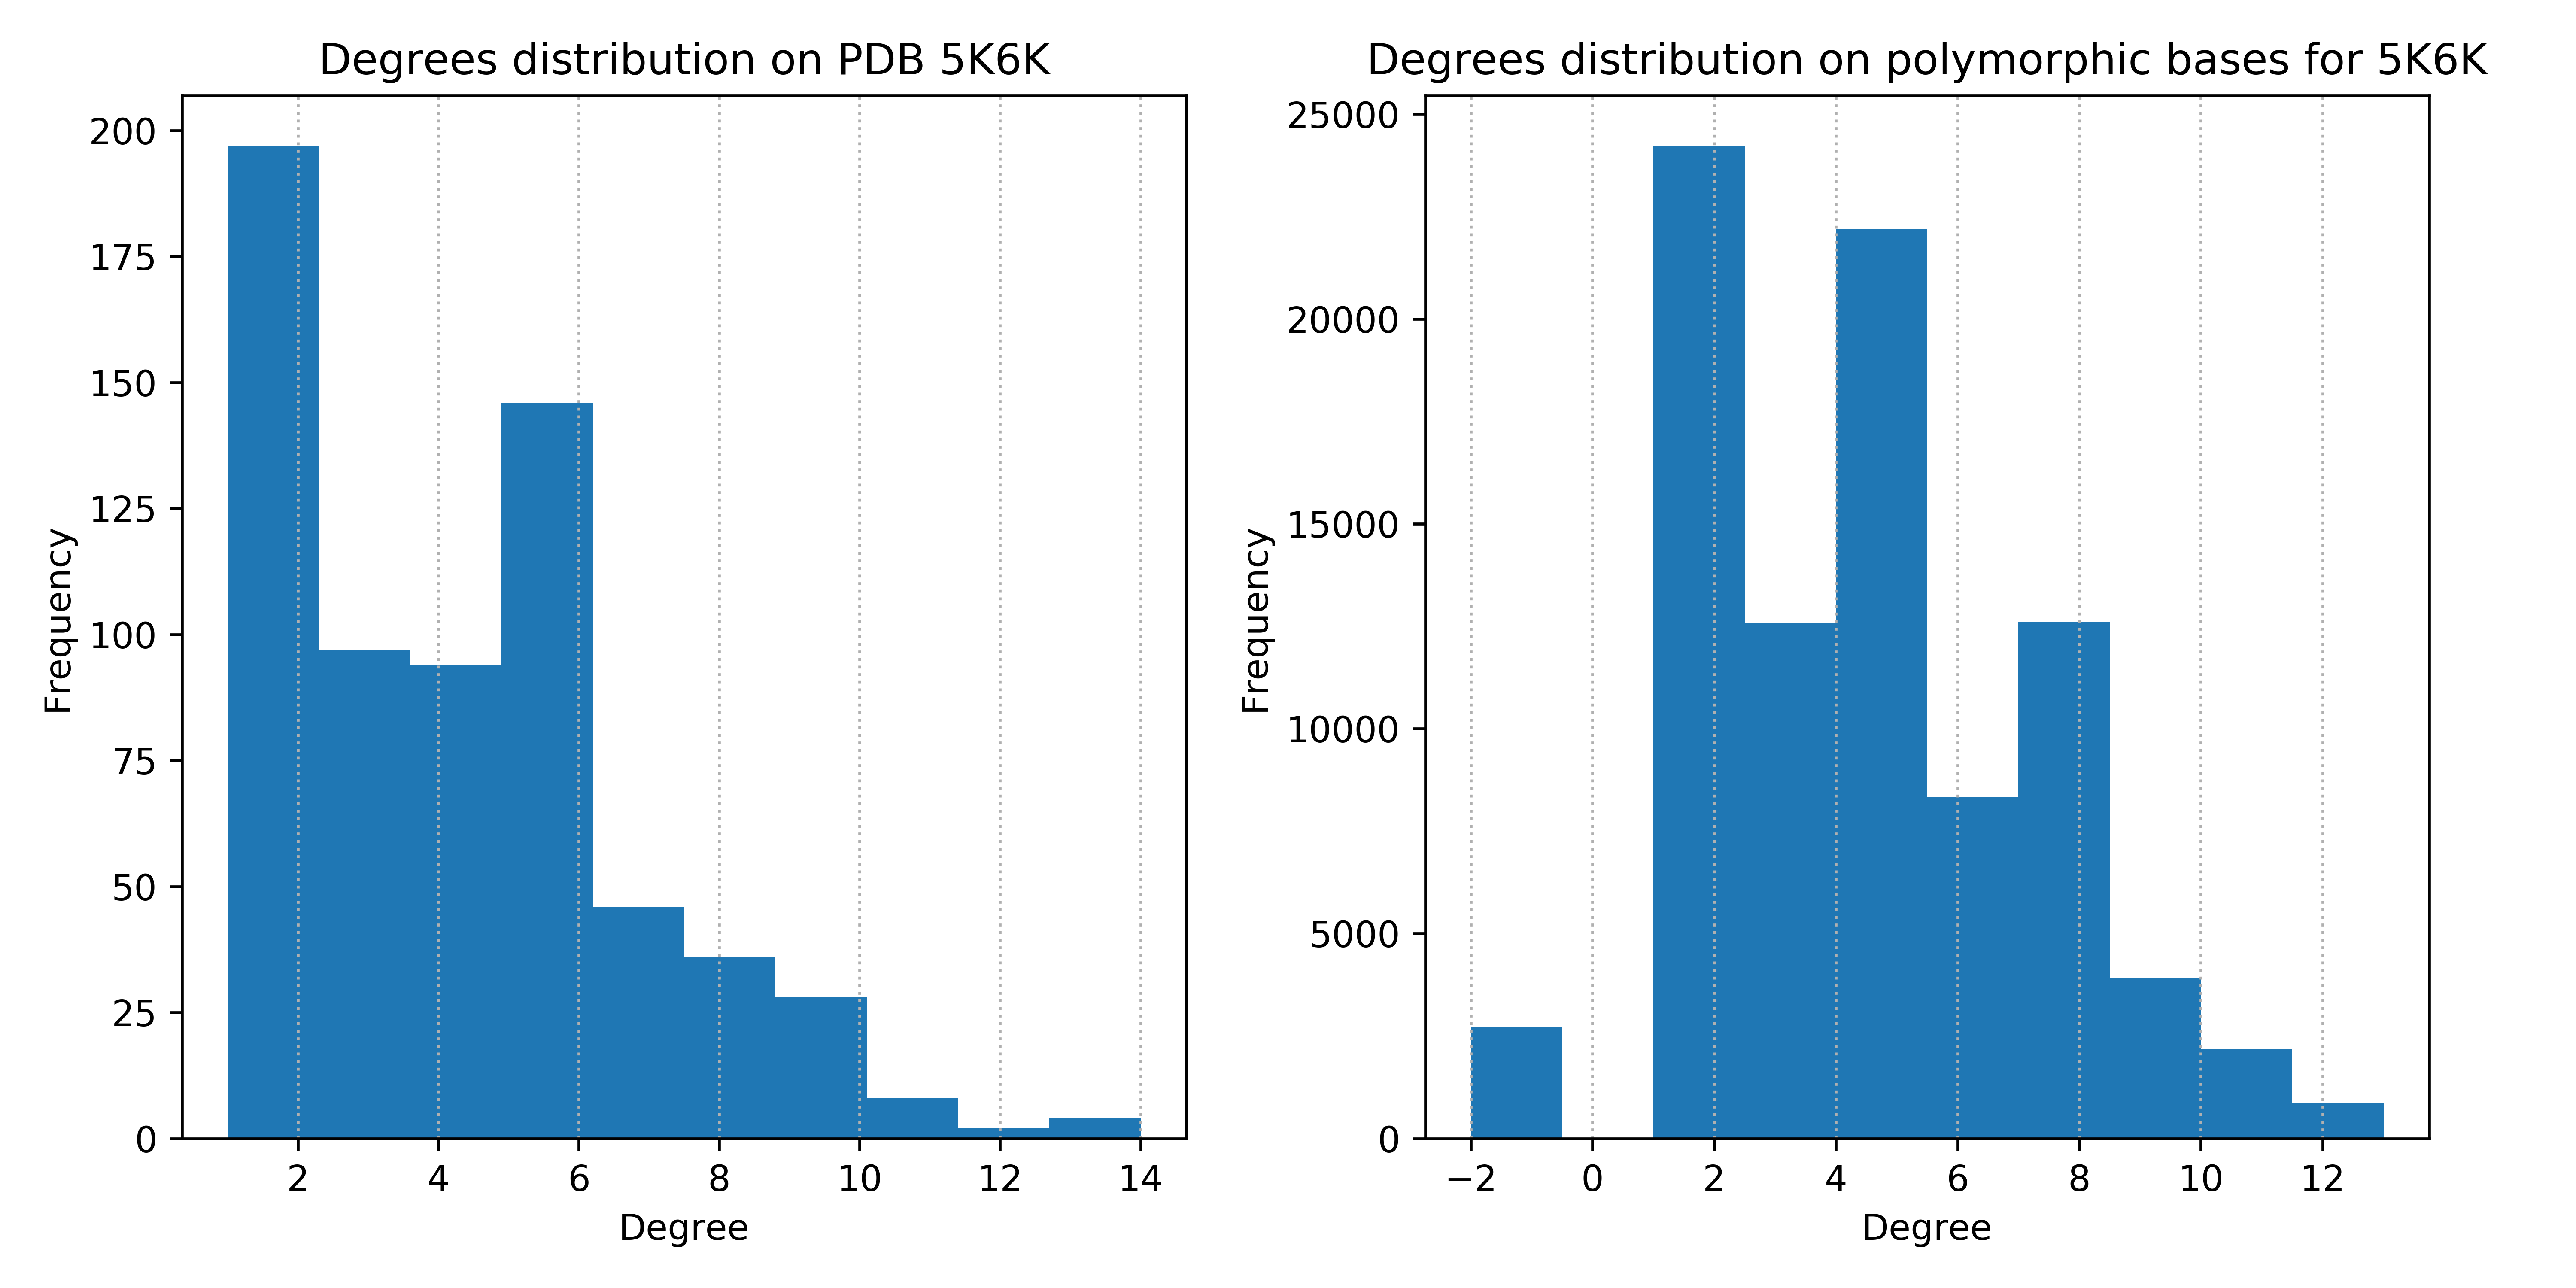 Degrees distribution on PDB 5K6K
200
175
150
125
100
75
50
25
0
Frequency
2 4 6 8 10 12 14
Degree
Degrees distribution on polymorphic bases for 5K6K
25000
20000
15000
10000
5000
0
Frequency
−2 0 2 4 6 8 10 12
Degree